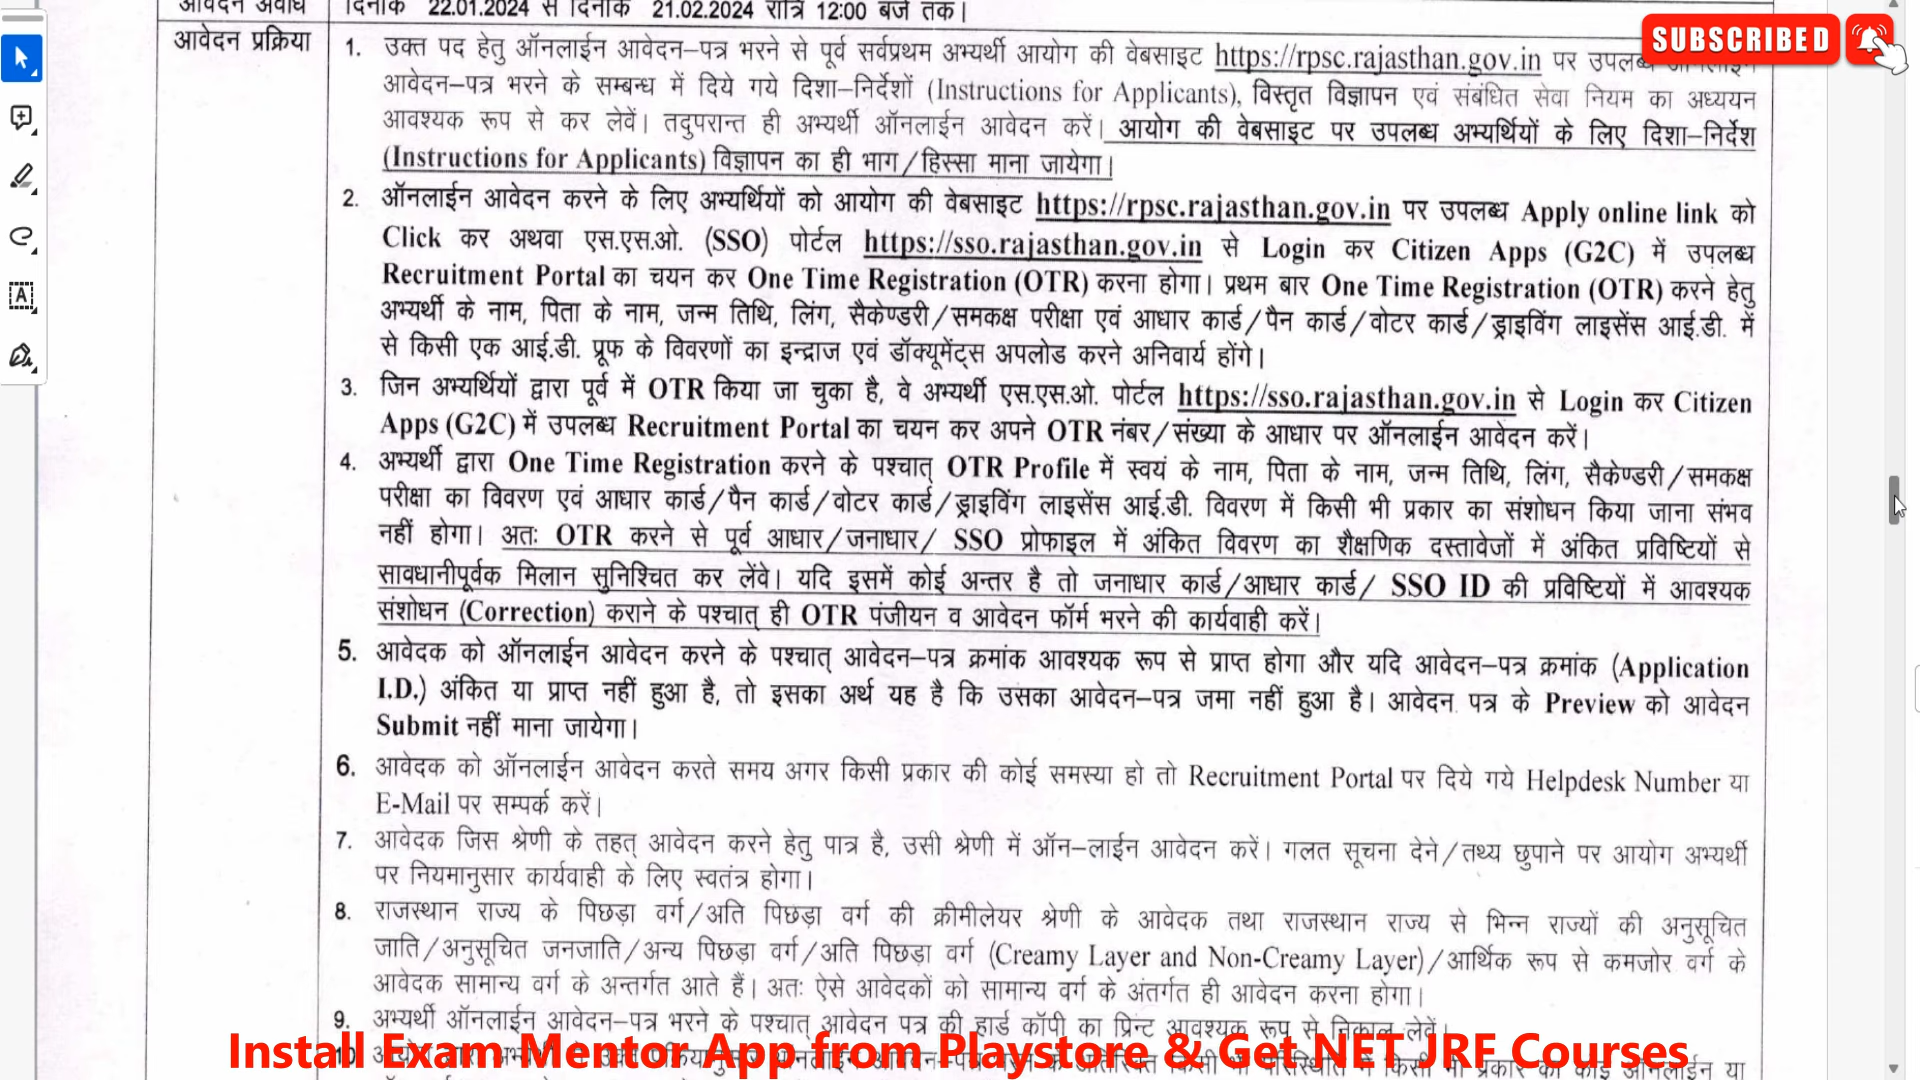 आवेदन अवधि दिनांक 22.01.2024 से दिनांक 21.02.2024 रात्रि 12:00 बजे तक।
SUBSCRIBED
आवेदन प्रक्रिया
1. उक्त पद हेतु ऑनलाईन आवेदन–पत्र भरने से पूर्व सर्वप्रथम अभ्यर्थी आयोग की वेबसाइट https://rpsc.rajasthan.gov.in पर उपलब्ध ऑनलाईन
आवेदन–पत्र भरने के सम्बन्ध में दिये गये दिशा–निर्देशों (Instructions for Applicants), विस्तृत विज्ञापन एवं संबंधित सेवा नियम का अध्ययन
आवश्यक रूप से कर लेवें। तदुपरान्त ही अभ्यर्थी ऑनलाईन आवेदन करें। आयोग की वेबसाइट पर उपलब्ध अभ्यर्थियों के लिए दिशा–निर्देश
(Instructions for Applicants) विज्ञापन का ही भाग/हिस्सा माना जायेगा।
2. ऑनलाईन आवेदन करने के लिए अभ्यर्थियों को आयोग की वेबसाइट https://rpsc.rajasthan.gov.in पर उपलब्ध Apply online link को
Click कर अथवा एस.एस.ओ. (SSO) पोर्टल https://sso.rajasthan.gov.in से Login कर Citizen Apps (G2C) में उपलब्ध
Recruitment Portal का चयन कर One Time Registration (OTR) करना होगा। प्रथम बार One Time Registration (OTR) करने हेतु
अभ्यर्थी के नाम, पिता के नाम, जन्म तिथि, लिंग, सैकेण्डरी/समकक्ष परीक्षा एवं आधार कार्ड/पैन कार्ड/वोटर कार्ड/ड्राइविंग लाइसेंस आई.डी. में
से किसी एक आई.डी. प्रूफ के विवरणों का इन्द्राज एवं डॉक्यूमेंट्स अपलोड करने अनिवार्य होंगे।
3. जिन अभ्यर्थियों द्वारा पूर्व में OTR किया जा चुका है, वे अभ्यर्थी एस.एस.ओ. पोर्टल https://sso.rajasthan.gov.in से Login कर Citizen
Apps (G2C) में उपलब्ध Recruitment Portal का चयन कर अपने OTR नंबर/संख्या के आधार पर ऑनलाईन आवेदन करें।
4. अभ्यर्थी द्वारा One Time Registration करने के पश्चात् OTR Profile में स्वयं के नाम, पिता के नाम, जन्म तिथि, लिंग, सैकेण्डरी/समकक्ष
परीक्षा का विवरण एवं आधार कार्ड/पैन कार्ड/वोटर कार्ड/ड्राइविंग लाइसेंस आई.डी. विवरण में किसी भी प्रकार का संशोधन किया जाना संभव
नहीं होगा। अतः OTR करने से पूर्व आधार/जनाधार/ SSO प्रोफाइल में अंकित विवरण का शैक्षणिक दस्तावेजों में अंकित प्रविष्टियों से
सावधानीपूर्वक मिलान सुनिश्चित कर लेंवे। यदि इसमें कोई अन्तर है तो जनाधार कार्ड/आधार कार्ड/ SSO ID की प्रविष्टियों में आवश्यक
संशोधन (Correction) कराने के पश्चात् ही OTR पंजीयन व आवेदन फॉर्म भरने की कार्यवाही करें।
5. आवेदक को ऑनलाईन आवेदन करने के पश्चात् आवेदन–पत्र क्रमांक आवश्यक रूप से प्राप्त होगा और यदि आवेदन–पत्र क्रमांक (Application
I.D.) अंकित या प्राप्त नहीं हुआ है, तो इसका अर्थ यह है कि उसका आवेदन–पत्र जमा नहीं हुआ है। आवेदन पत्र के Preview को आवेदन
Submit नहीं माना जायेगा।
6. आवेदक को ऑनलाईन आवेदन करते समय अगर किसी प्रकार की कोई समस्या हो तो Recruitment Portal पर दिये गये Helpdesk Number या
E-Mail पर सम्पर्क करें।
7. आवेदक जिस श्रेणी के तहत् आवेदन करने हेतु पात्र है, उसी श्रेणी में ऑन–लाईन आवेदन करें। गलत सूचना देने/तथ्य छुपाने पर आयोग अभ्यर्थी
पर नियमानुसार कार्यवाही के लिए स्वतंत्र होगा।
8. राजस्थान राज्य के पिछड़ा वर्ग/अति पिछड़ा वर्ग की क्रीमीलेयर श्रेणी के आवेदक तथा राजस्थान राज्य से भिन्न राज्यों की अनुसूचित
जाति/अनुसूचित जनजाति/अन्य पिछड़ा वर्ग/अति पिछड़ा वर्ग (Creamy Layer and Non-Creamy Layer)/आर्थिक रूप से कमजोर वर्ग के
आवेदक सामान्य वर्ग के अन्तर्गत आते हैं। अतः ऐसे आवेदकों को सामान्य वर्ग के अंतर्गत ही आवेदन करना होगा।
9. अभ्यर्थी ऑनलाईन आवेदन–पत्र भरने के पश्चात् आवेदन पत्र की हार्ड कॉपी का प्रिन्ट आवश्यक रूप से निकाल लेवें।
Install Exam Mentor App from Playstore & Get NET JRF Courses